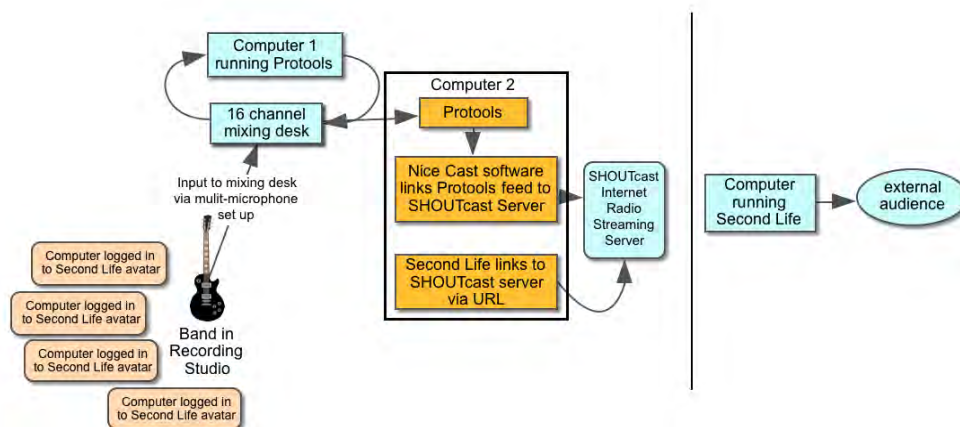 Computer 1
running Protools
16 channel
mixing desk
Input to mixing desk
via mulit-microphone
set up
Computer logged in
to Second Life avatar
Computer logged in
to Second Life avatar
Computer logged in
to Second Life avatar
Computer logged in
to Second Life avatar
Band in
Recording
Studio
Computer 2
Protools
Nice Cast software
links Protools feed to
SHOUTcast Server
Second Life links to
SHOUTcast server
via URL
SHOUTcast
Internet
Radio
Streaming
Server
Computer
running
Second Life
external
audience